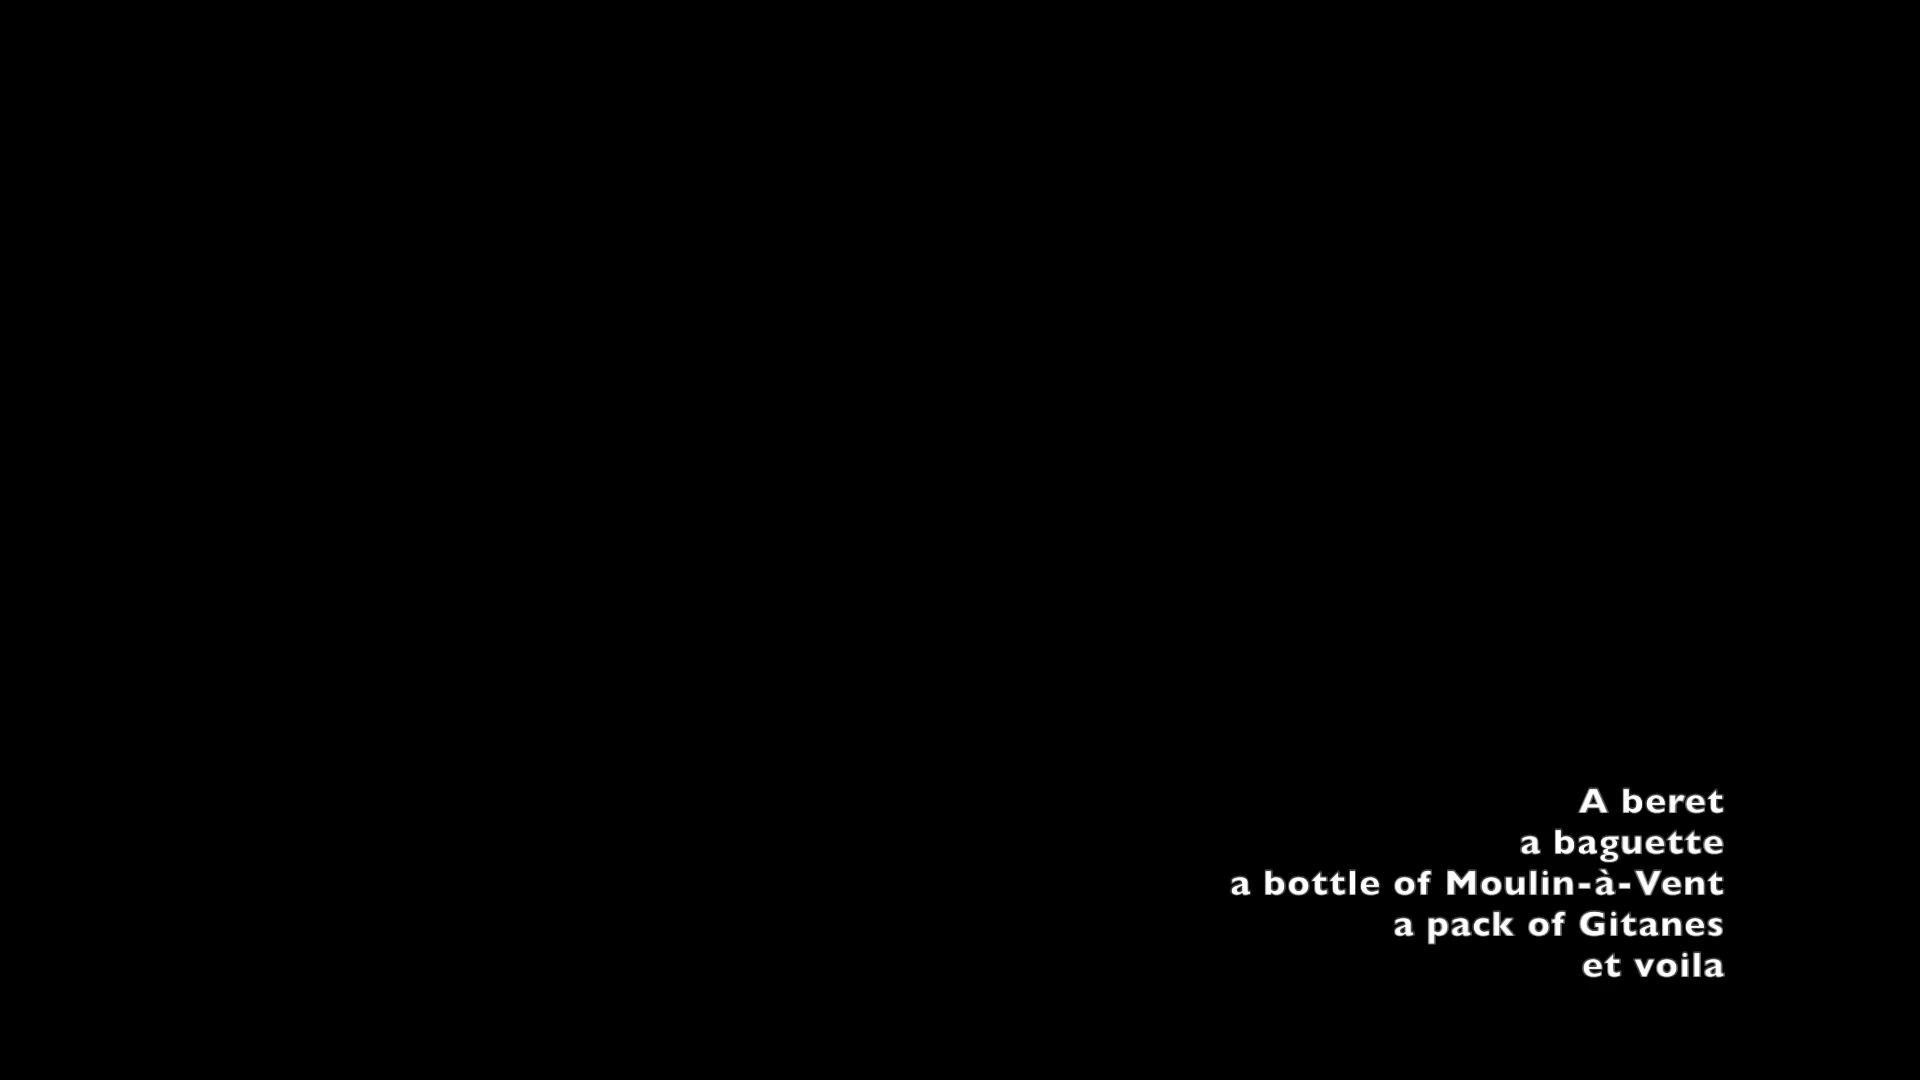 A beret
a baguette
a bottle of Moulin-à-Vent
a pack of Gitanes
et voila